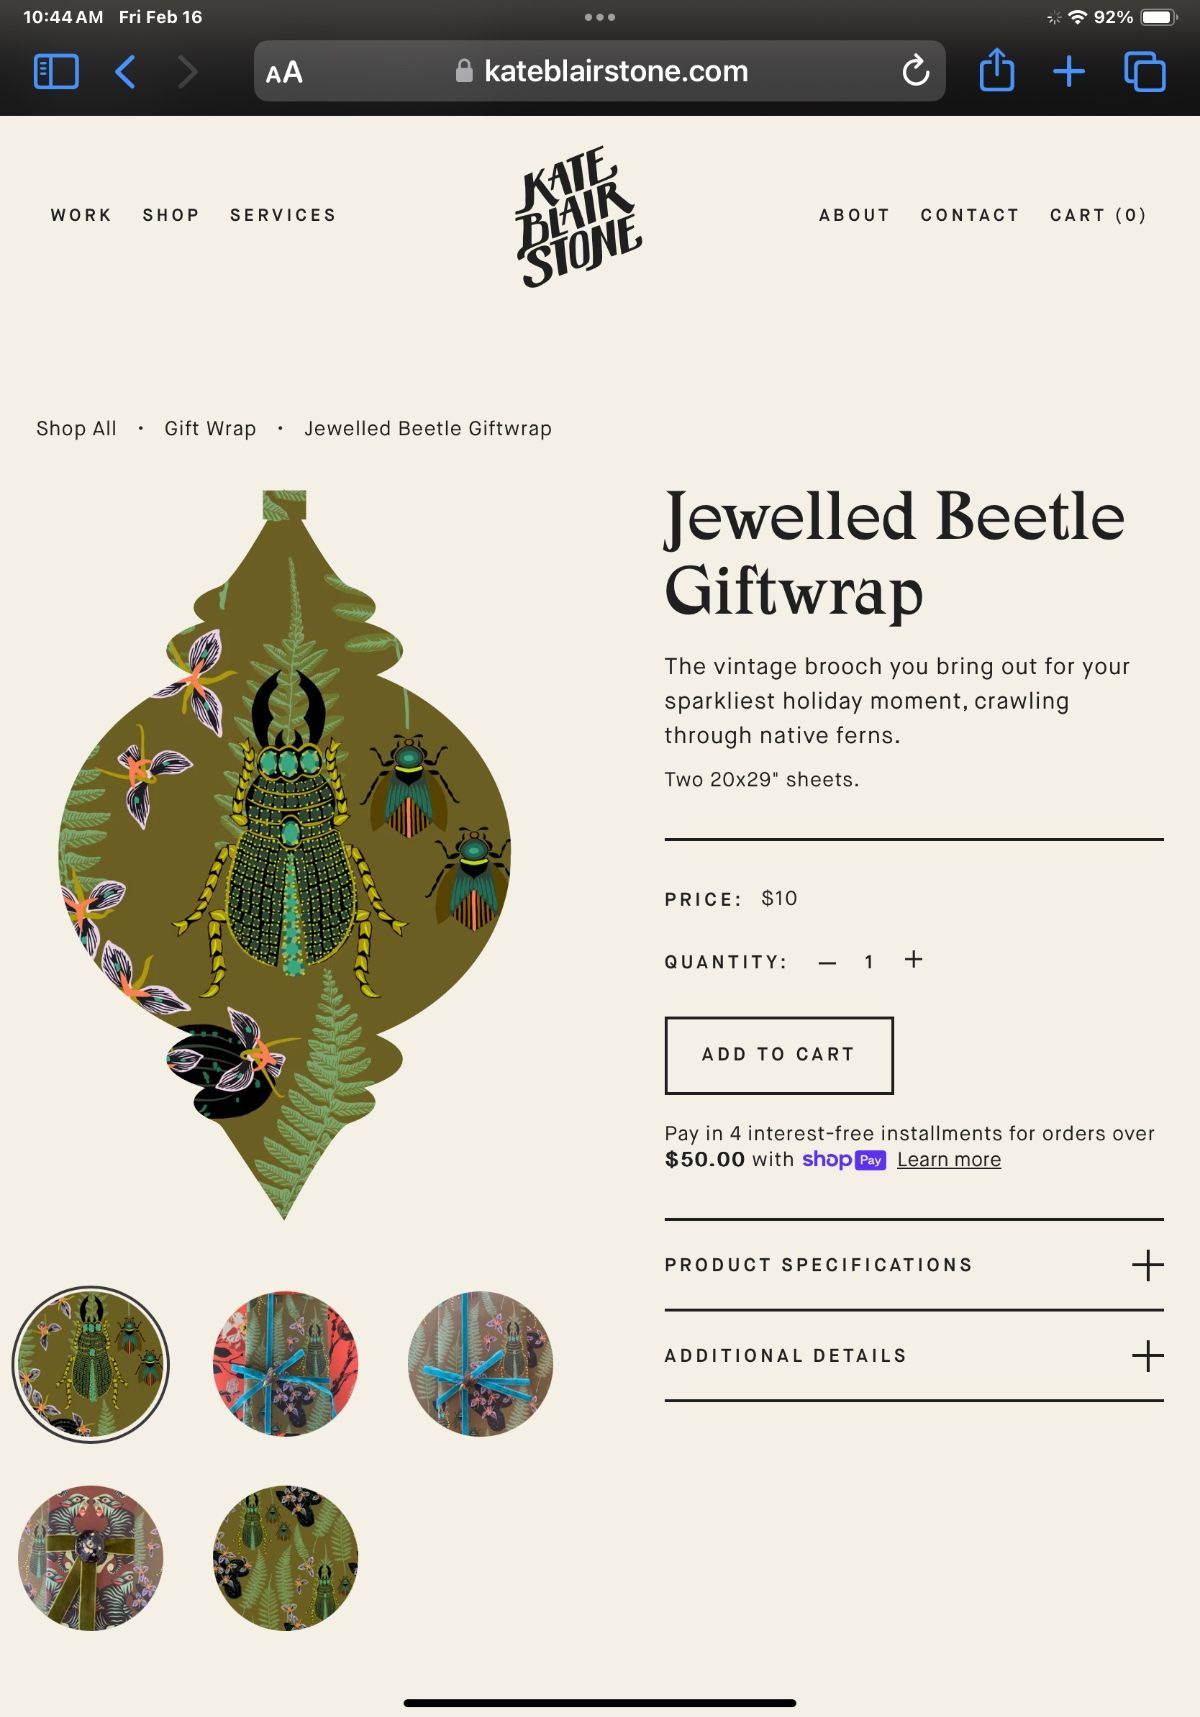 10:44 AM Fri Feb 16
92%
AA kateblairstone.com
WORK SHOP SERVICES
KATE
BLAIR
STONE
ABOUT CONTACT CART (0)
Shop All • Gift Wrap • Jewelled Beetle Giftwrap
Jewelled Beetle
Giftwrap
The vintage brooch you bring out for your
sparkliest holiday moment, crawling
through native ferns.
Two 20x29" sheets.
PRICE: $10
QUANTITY: — 1 +
ADD TO CART
Pay in 4 interest-free installments for orders over
$50.00 with shop Pay Learn more
PRODUCT SPECIFICATIONS +
ADDITIONAL DETAILS +